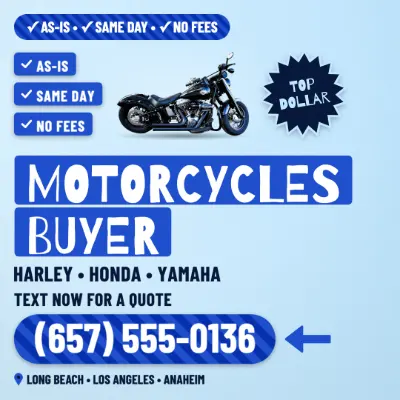 ✓ AS-IS • ✓ SAME DAY • ✓ NO FEES
✓ AS-IS
✓ SAME DAY
✓ NO FEES
TOP
DOLLAR
MOTORCYCLES
BUYER
HARLEY • HONDA • YAMAHA
TEXT NOW FOR A QUOTE
(657) 555-0136
LONG BEACH • LOS ANGELES • ANAHEIM